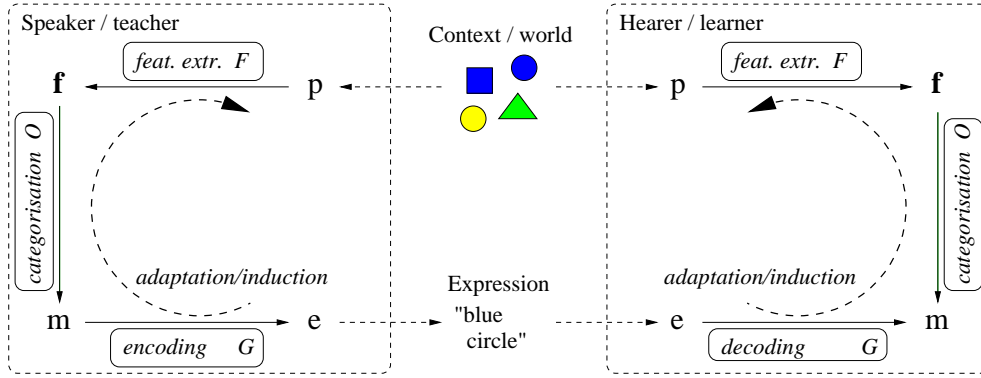 Speaker / teacher
Context / world
Hearer / learner
feat. extr. F
feat. extr. F
f
p
p
f
categorisation O
categorisation O
adaptation/induction
Expression
adaptation/induction
m
e
"blue
circle"
e
m
encoding G
decoding G